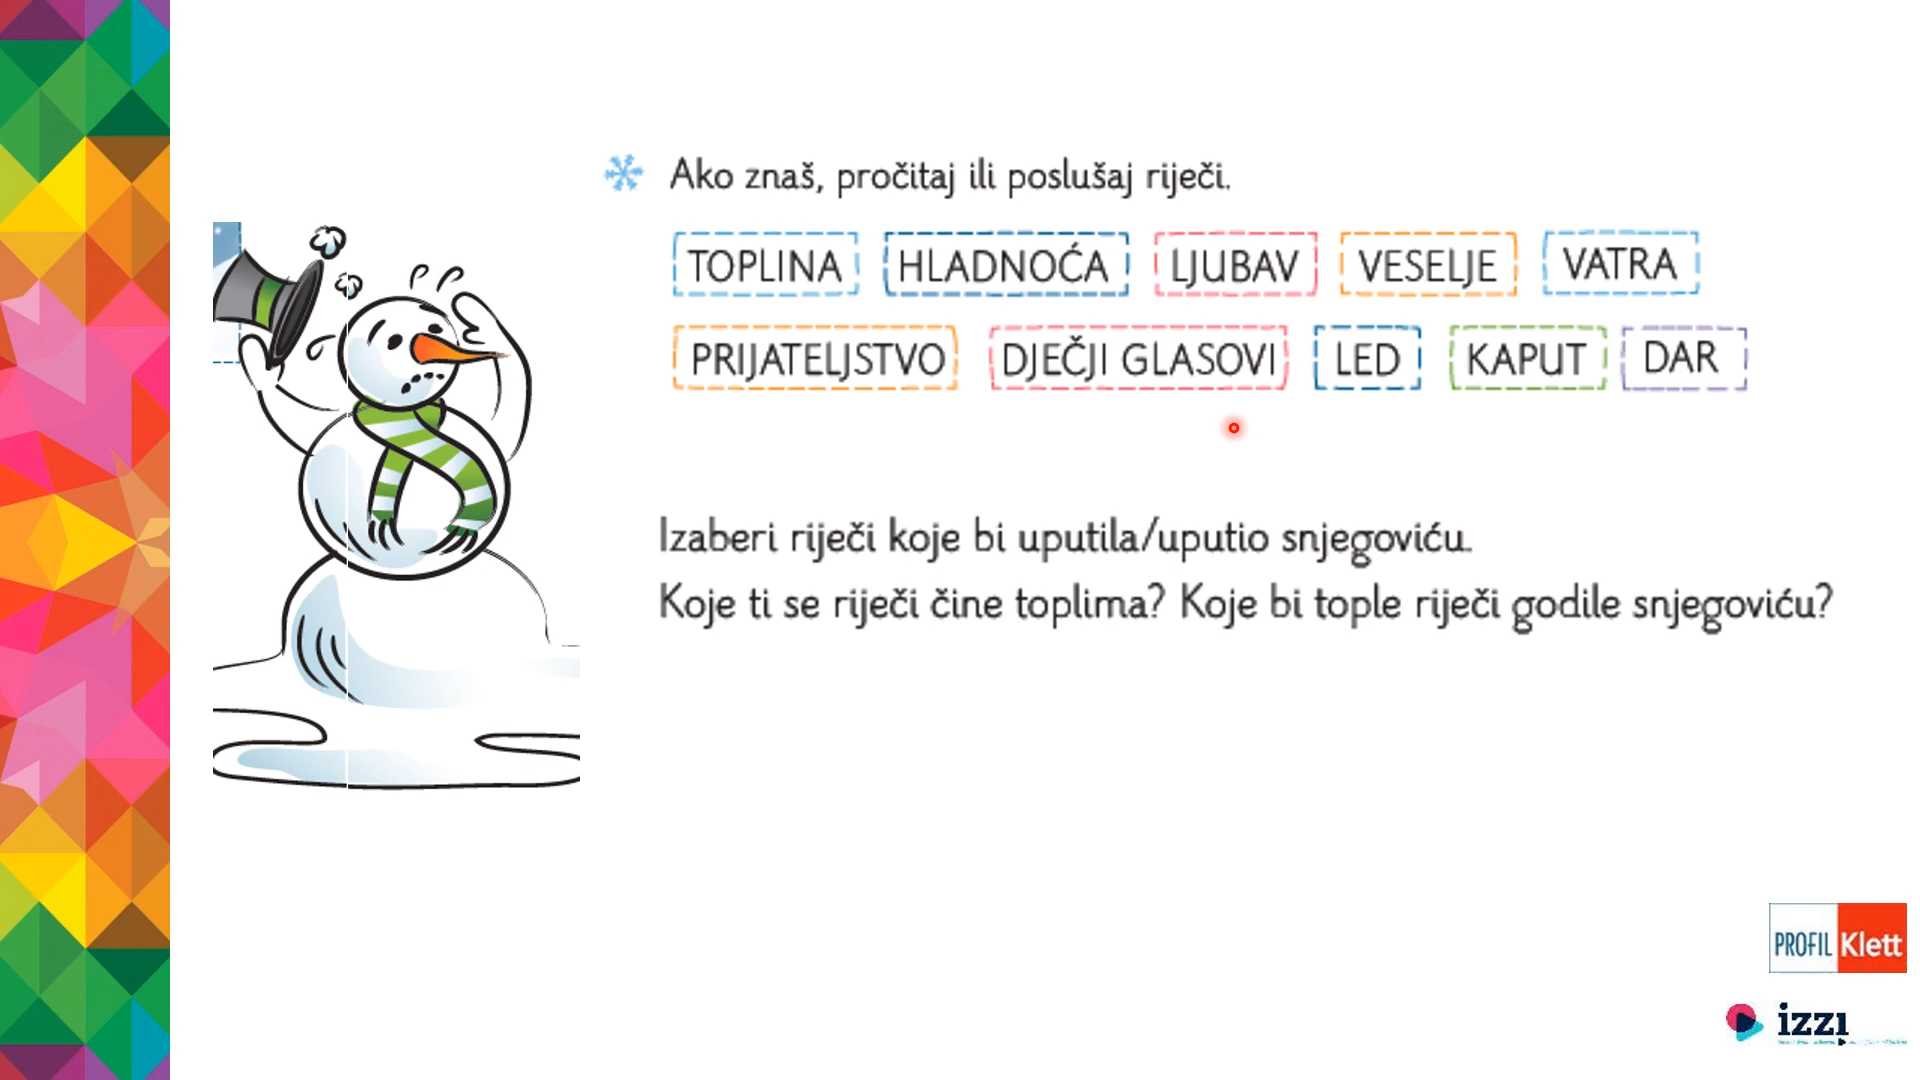 Ako znaš, pročitaj ili poslušaj riječi.
TOPLINA HLADNOĆA LJUBAV VESELJE VATRA
PRIJATELJSTVO DJEČJI GLASOVI LED KAPUT DAR
Izaberi riječi koje bi uputila/uputio snjegoviću.
Koje ti se riječi čine toplima? Koje bi tople riječi godile snjegoviću?
PROFIL Klett
izzi